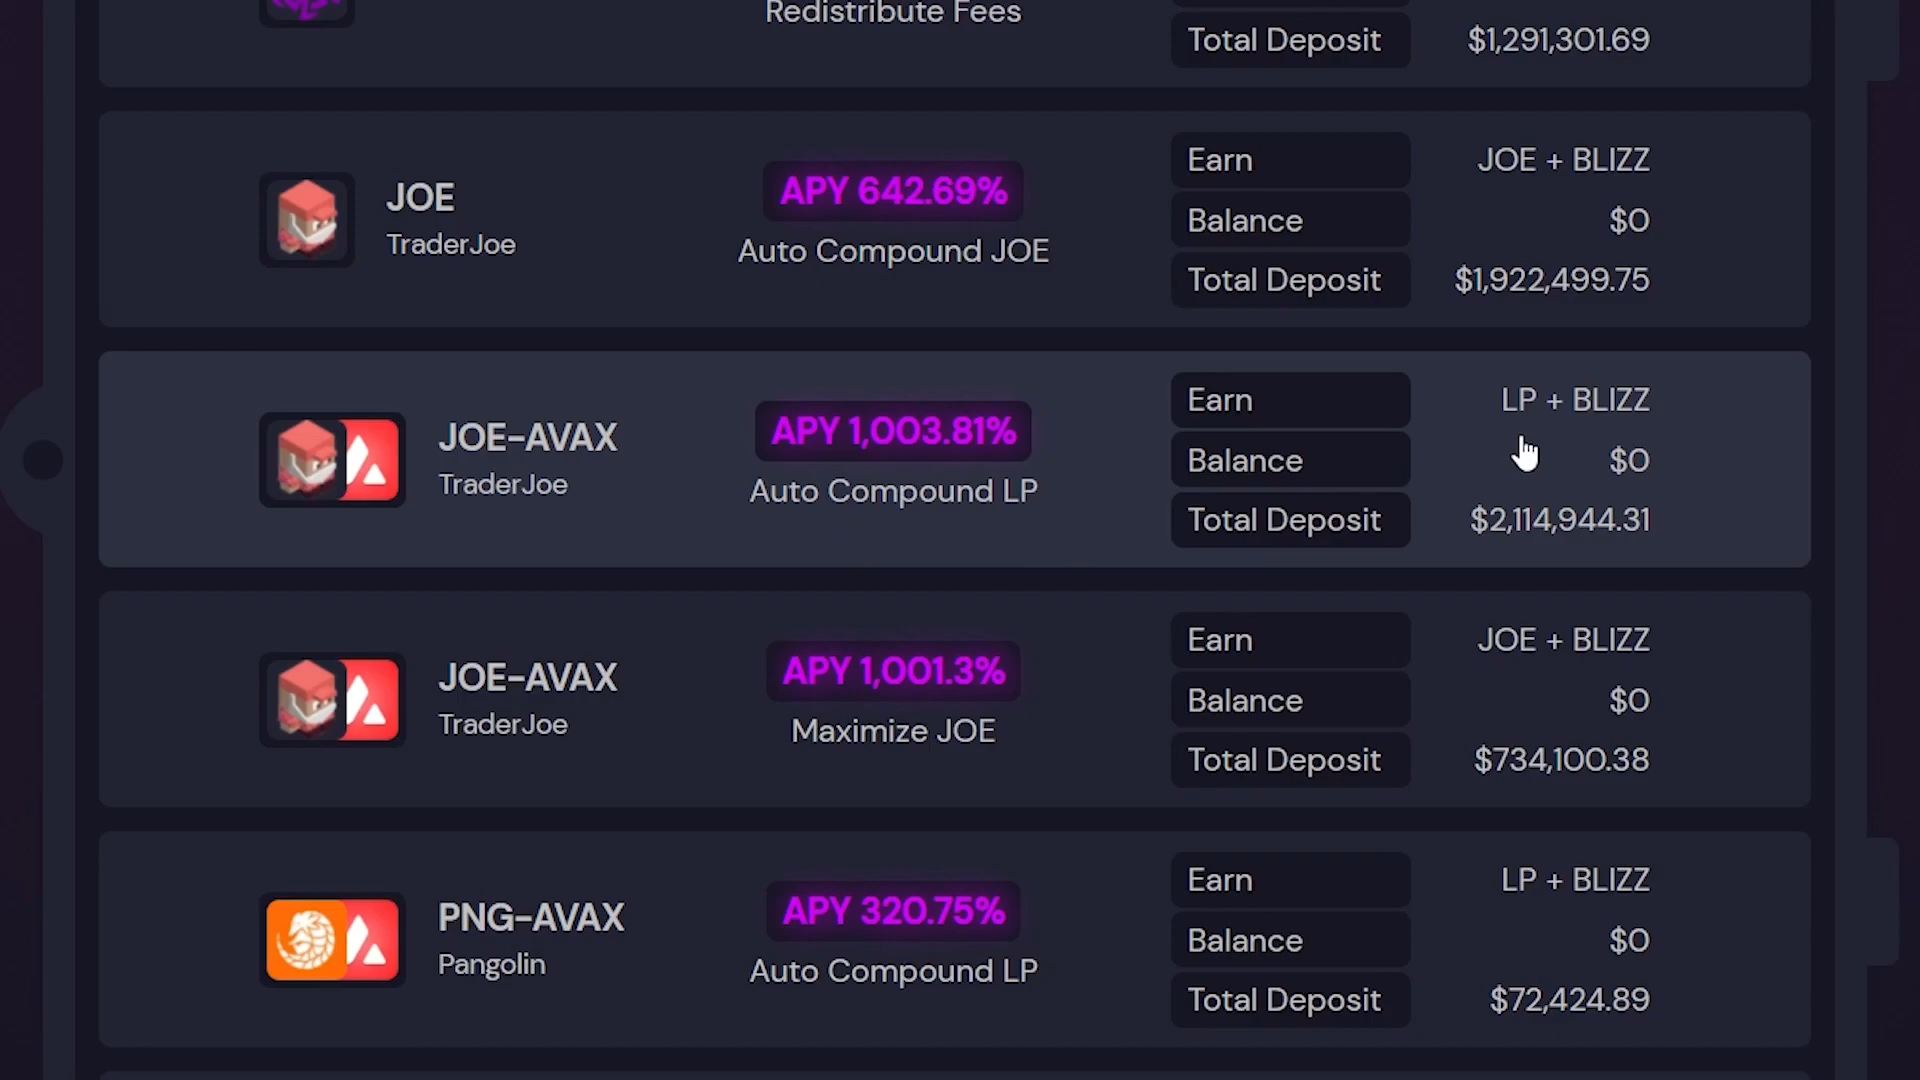 Redistribute Fees
Total Deposit $1,291,301.69
JOE
TraderJoe
APY 642.69%
Auto Compound JOE
Earn JOE + BLIZZ
Balance $0
Total Deposit $1,922,499.75
JOE-AVAX
TraderJoe
APY 1,003.81%
Auto Compound LP
Earn LP + BLIZZ
Balance $0
Total Deposit $2,114,944.31
JOE-AVAX
TraderJoe
APY 1,001.3%
Maximize JOE
Earn JOE + BLIZZ
Balance $0
Total Deposit $734,100.38
PNG-AVAX
Pangolin
APY 320.75%
Auto Compound LP
Earn LP + BLIZZ
Balance $0
Total Deposit $72,424.89